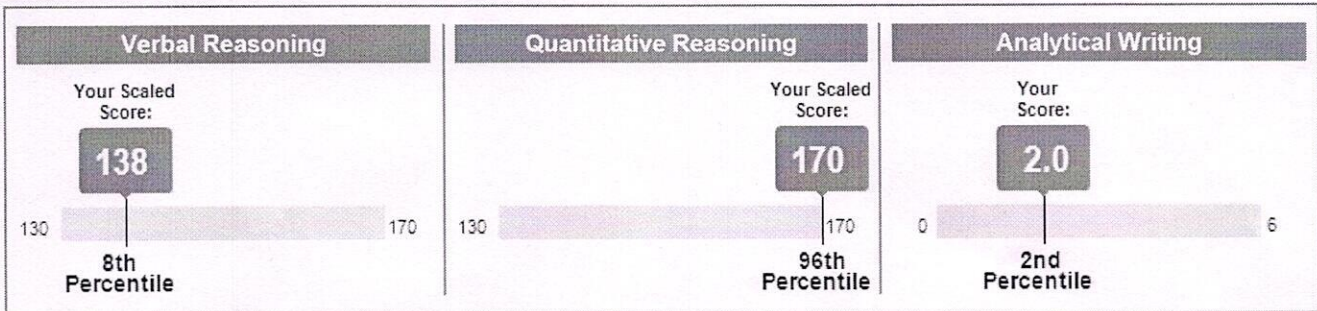 Verbal Reasoning
Your Scaled
Score:
138
130
170
8th
Percentile
Quantitative Reasoning
Your Scaled
Score:
170
130
170
96th
Percentile
Analytical Writing
Your
Score:
2.0
0
6
2nd
Percentile